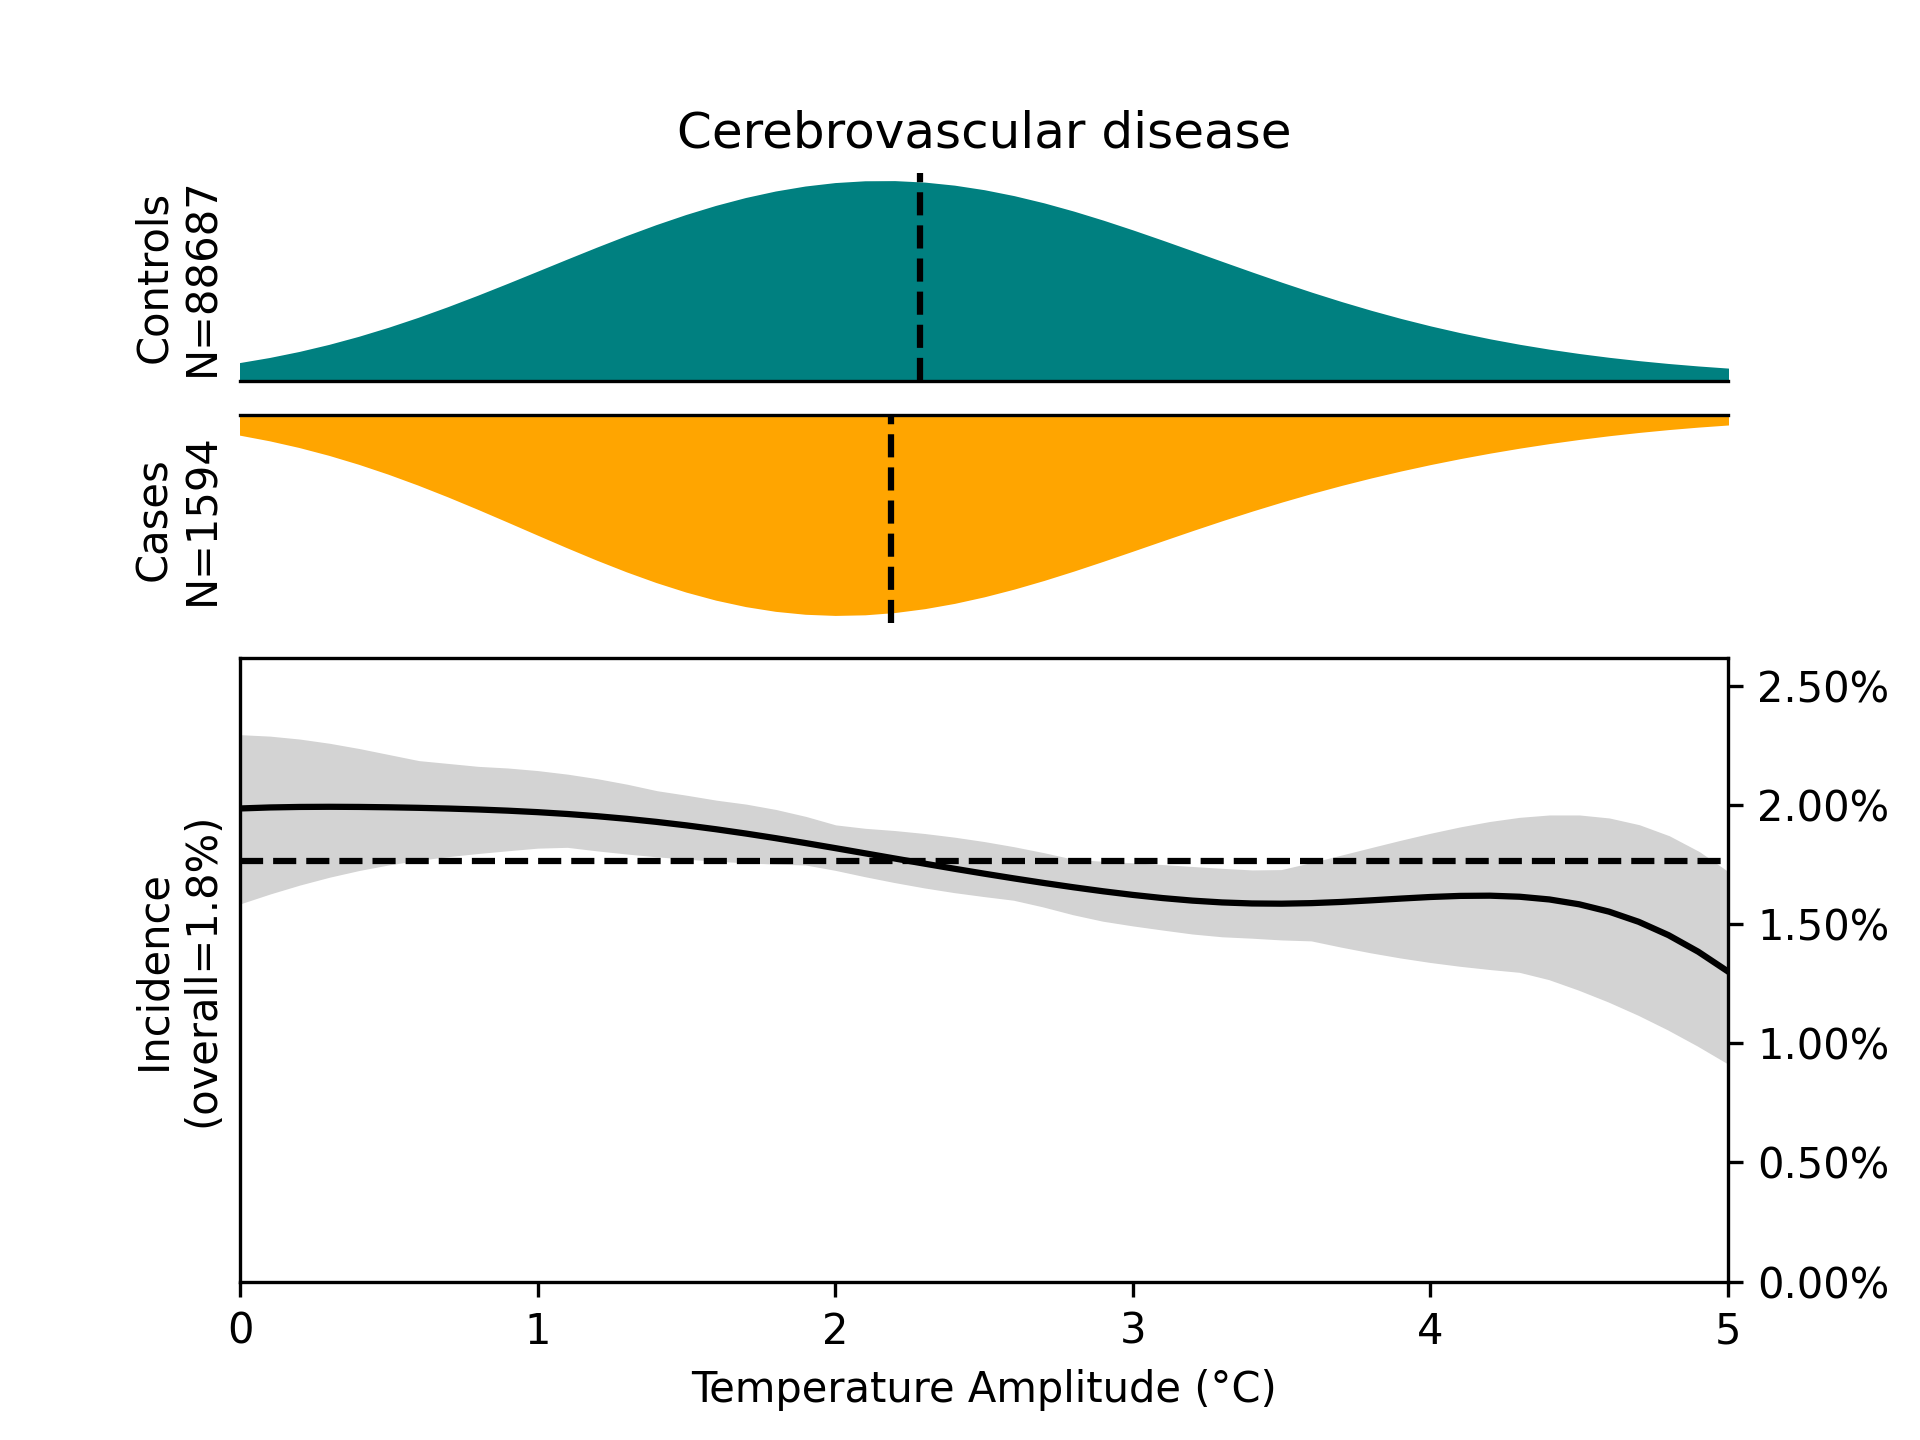 Cerebrovascular disease
Controls
N=88687
Cases
N=1594
Incidence
(overall=1.8%)
2.50%
2.00%
1.50%
1.00%
0.50%
0.00%
0 1 2 3 4 5
Temperature Amplitude (°C)